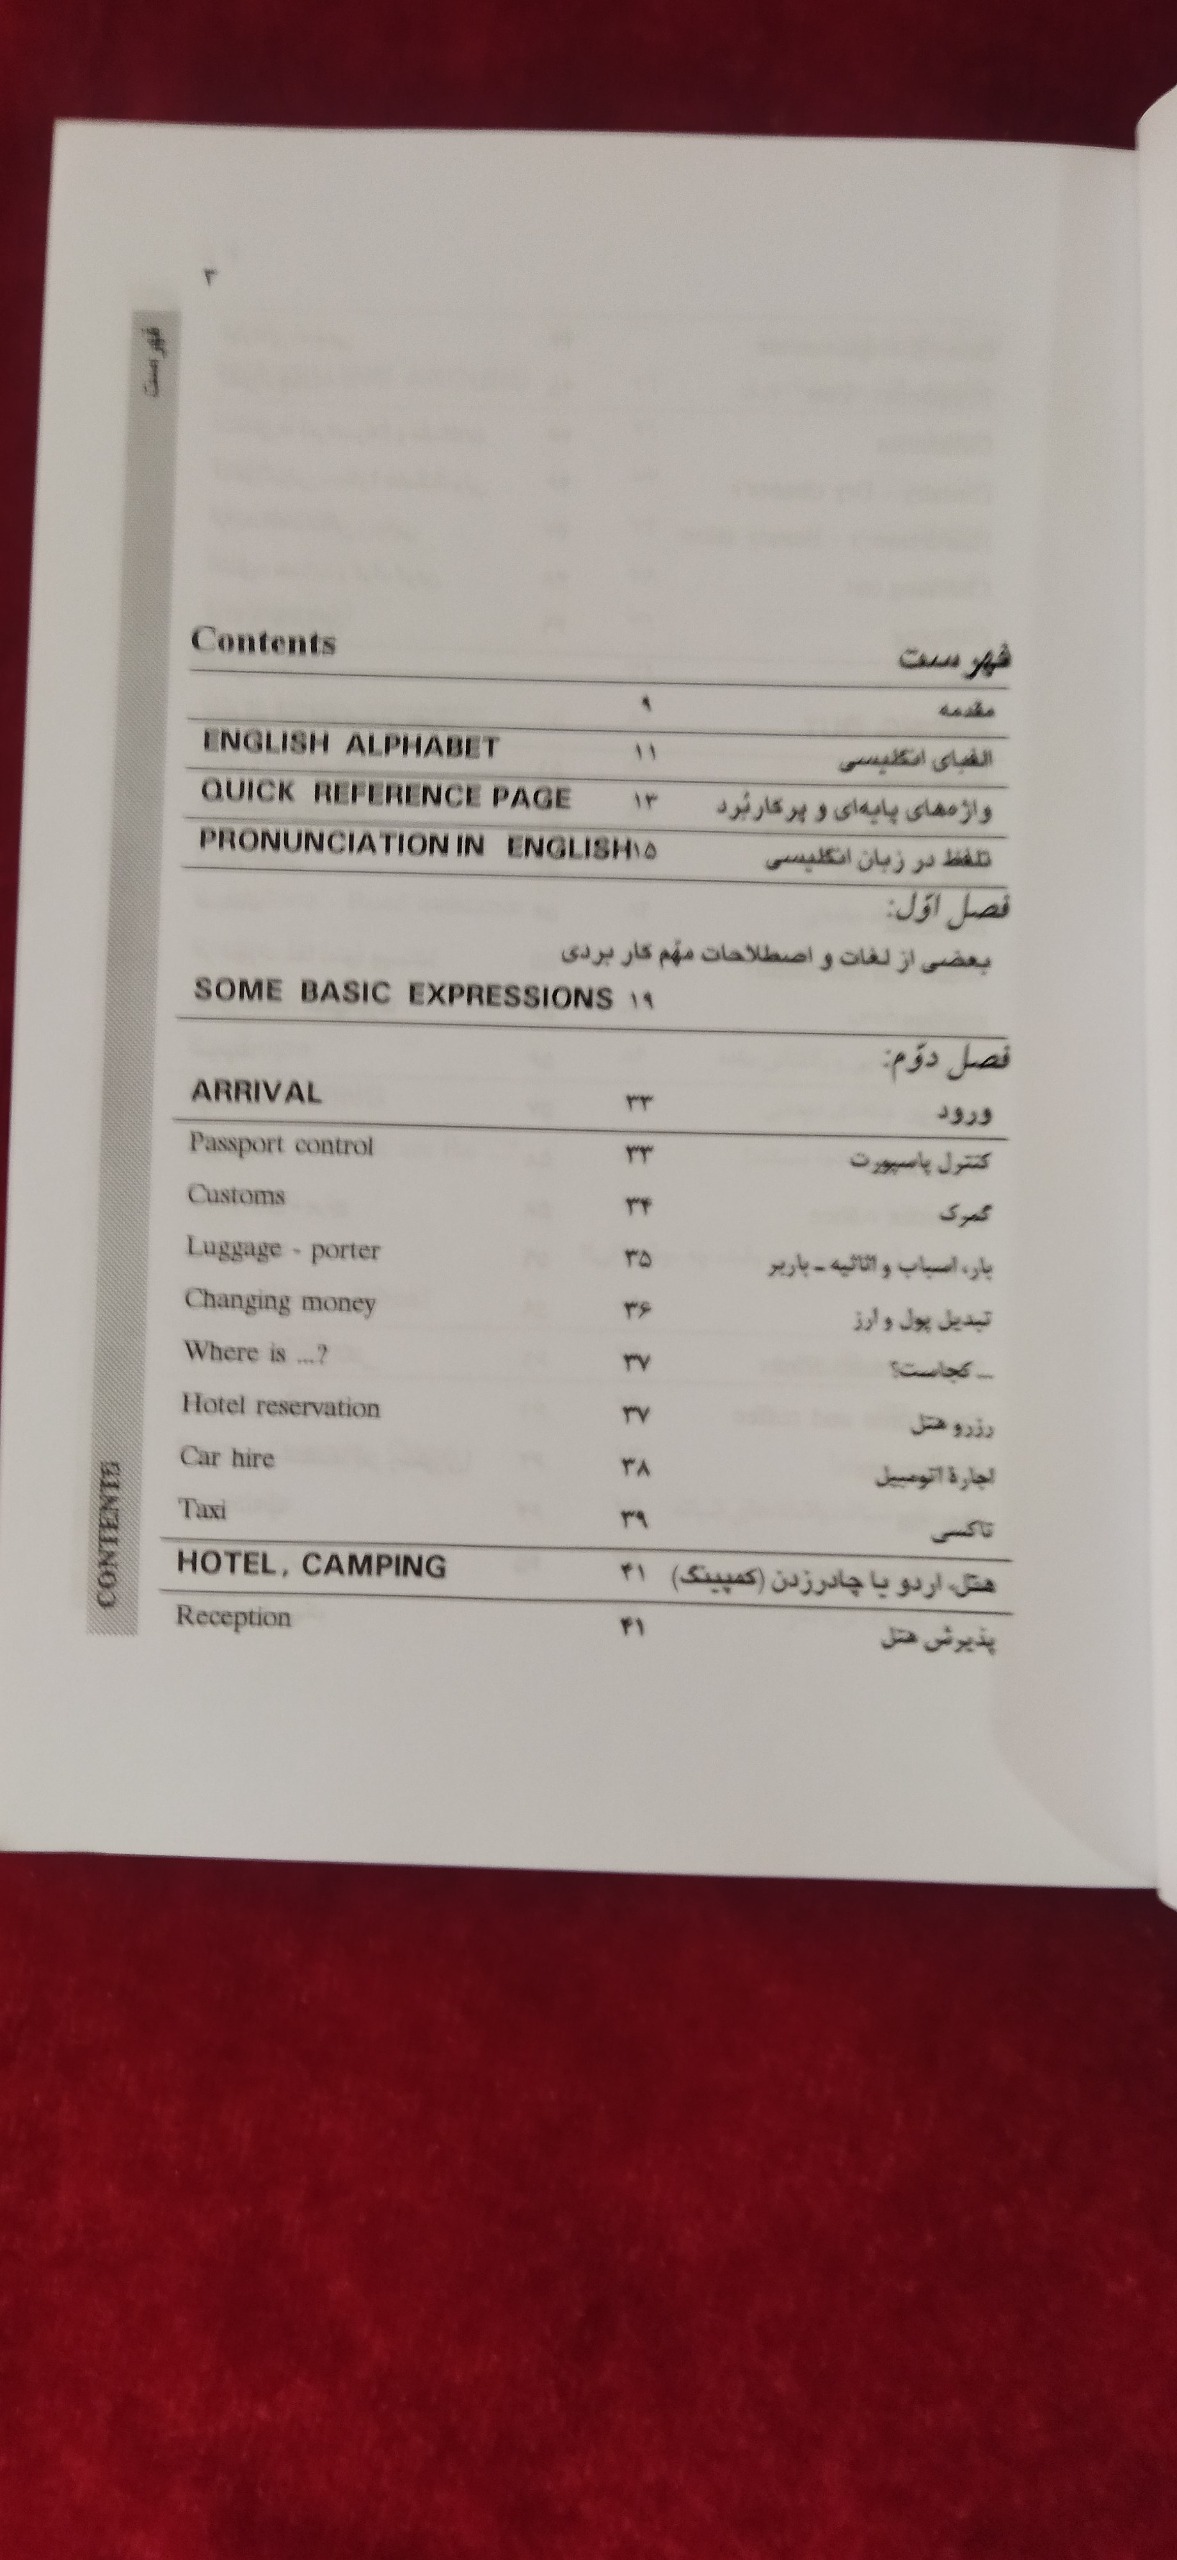 ۳
فهرست
Contents فهرست
۹ مقدمه
ENGLISH ALPHABET ۱۱ الفبای انگلیسی
QUICK REFERENCE PAGE ۱۳ واژه‌های پایه‌ای و پرکاربُرد
PRONUNCIATION IN ENGLISH ۱۵ تلفظ در زبان انگلیسی
فصل اوّل:
بعضی از لغات و اصطلاحات مهّم کاربردی
SOME BASIC EXPRESSIONS ۱۹
فصل دوّم:
ARRIVAL ۳۳ ورود
Passport control ۳۳ کنترل پاسپورت
Customs ۳۴ گمرک
Luggage - porter ۳۵ بار، اسباب و اثاثیه ـ باربر
Changing money ۳۶ تبدیل پول و ارز
Where is ...? ۳۷ ... کجاست؟
Hotel reservation ۳۷ رزرو هتل
Car hire ۳۸ اجارهٔ اتومبیل
Taxi ۳۹ تاکسی
HOTEL, CAMPING ۴۱ هتل، اردو یا چادرزدن (کمپینگ)
Reception ۴۱ پذیرش هتل
CONTENTS